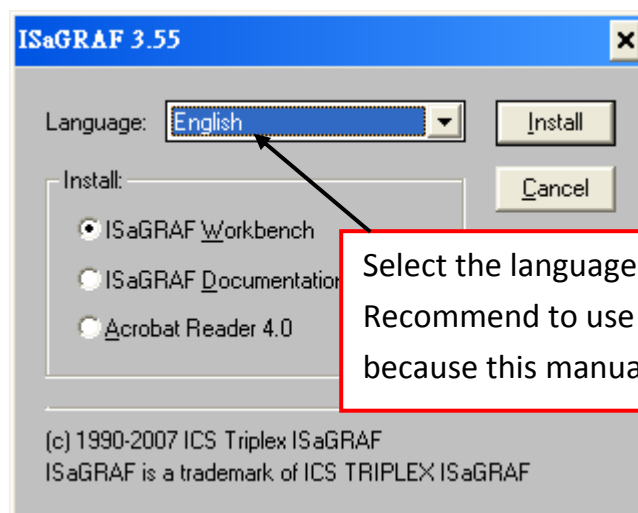 ISaGRAF 3.55
Language: English Install
Install:
Cancel
ISaGRAF Workbench
ISaGRAF Documentation
Acrobat Reader 4.0
Select the language
Recommend to use
because this manua
(c) 1990-2007 ICS Triplex ISaGRAF
ISaGRAF is a trademark of ICS TRIPLEX ISaGRAF